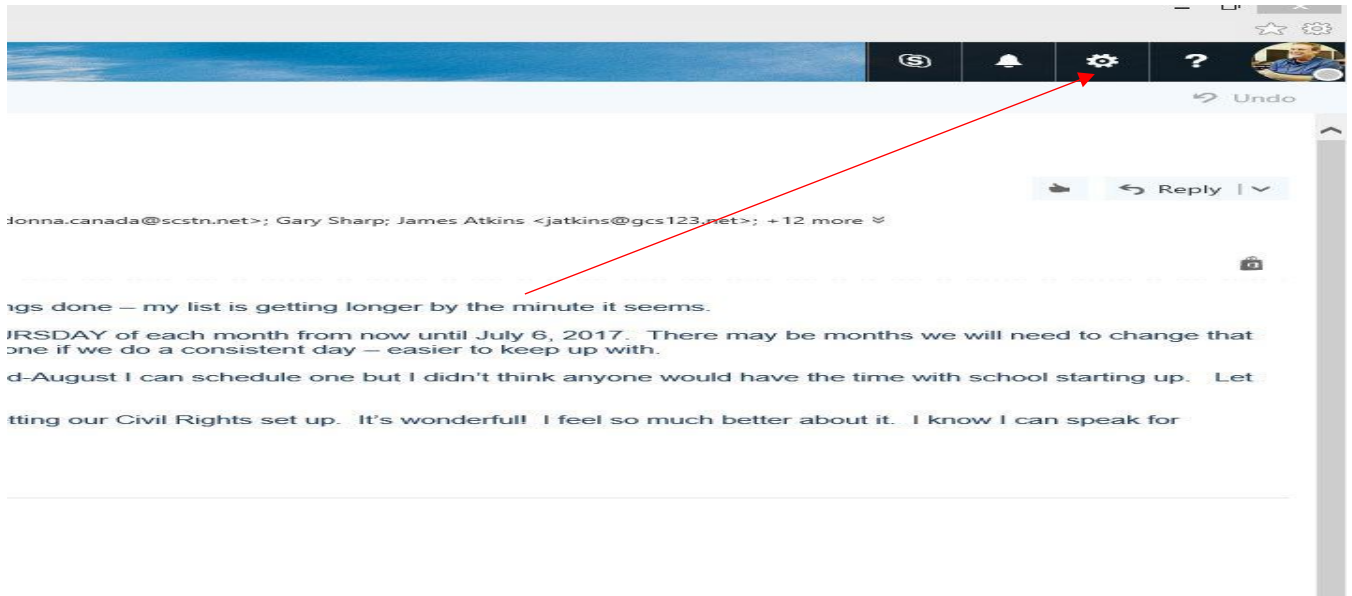 ?
Undo
Reply
donna.canada@scstn.net>; Gary Sharp; James Atkins <jatkins@gcs123.net>; +12 more
ngs done – my list is getting longer by the minute it seems.
JRSDAY of each month from now until July 6, 2017. There may be months we will need to change that
one if we do a consistent day – easier to keep up with.
d-August I can schedule one but I didn't think anyone would have the time with school starting up. Let
tting our Civil Rights set up. It's wonderful! I feel so much better about it. I know I can speak for